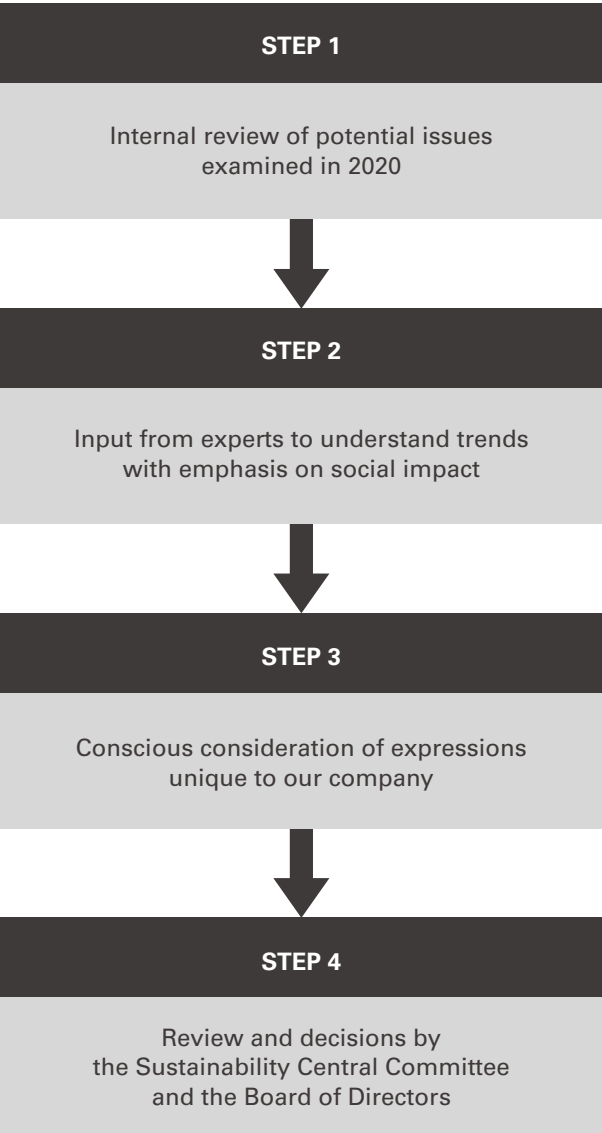 STEP 1
Internal review of potential issues
examined in 2020
STEP 2
Input from experts to understand trends
with emphasis on social impact
STEP 3
Conscious consideration of expressions
unique to our company
STEP 4
Review and decisions by
the Sustainability Central Committee
and the Board of Directors